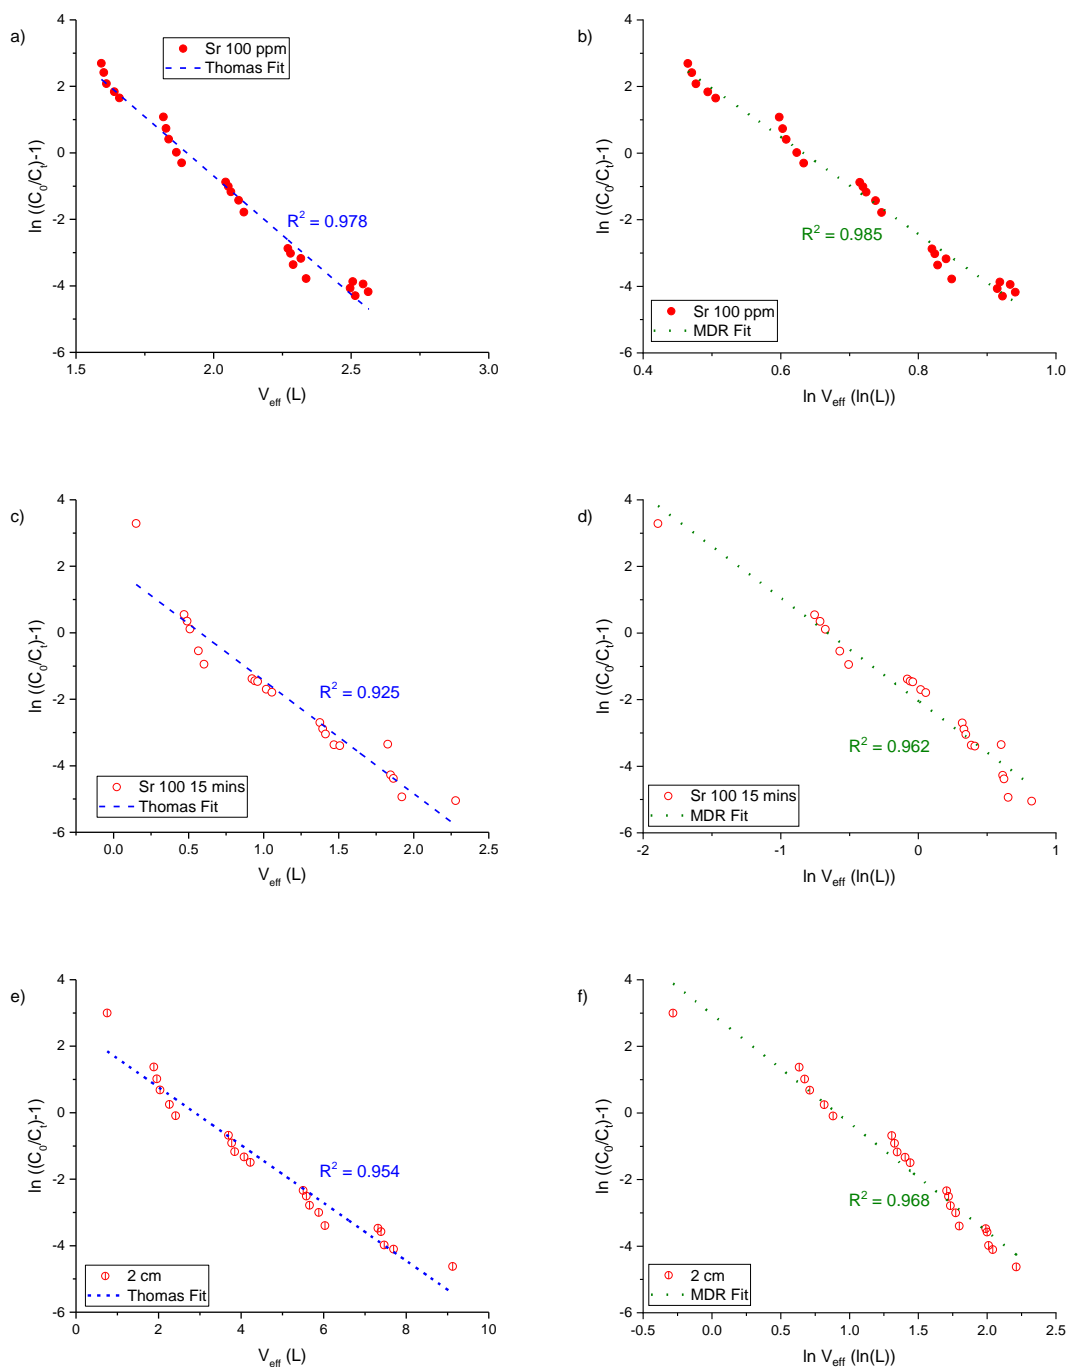 a)
4
2
0
-2
-4
-6
1.5
2.0
2.5
3.0
ln ((C₀/Cₜ)-1)
V_eff (L)
Sr 100 ppm
Thomas Fit
R² = 0.978
b)
4
2
0
-2
-4
-6
0.4
0.6
0.8
1.0
ln ((C₀/Cₜ)-1)
ln V_eff (ln(L))
R² = 0.985
Sr 100 ppm
MDR Fit
c)
4
2
0
-2
-4
-6
0.0
0.5
1.0
1.5
2.0
2.5
ln ((C₀/Cₜ)-1)
V_eff (L)
R² = 0.925
Sr 100 15 mins
Thomas Fit
d)
4
2
0
-2
-4
-6
-2
-1
0
1
ln ((C₀/Cₜ)-1)
ln V_eff (ln(L))
R² = 0.962
Sr 100 15 mins
MDR Fit
e)
4
2
0
-2
-4
-6
0
2
4
6
8
10
ln ((C₀/Cₜ)-1)
V_eff (L)
R² = 0.954
2 cm
Thomas Fit
f)
4
2
0
-2
-4
-6
-0.5
0.0
0.5
1.0
1.5
2.0
2.5
ln ((C₀/Cₜ)-1)
ln V_eff (ln(L))
R² = 0.968
2 cm
MDR Fit